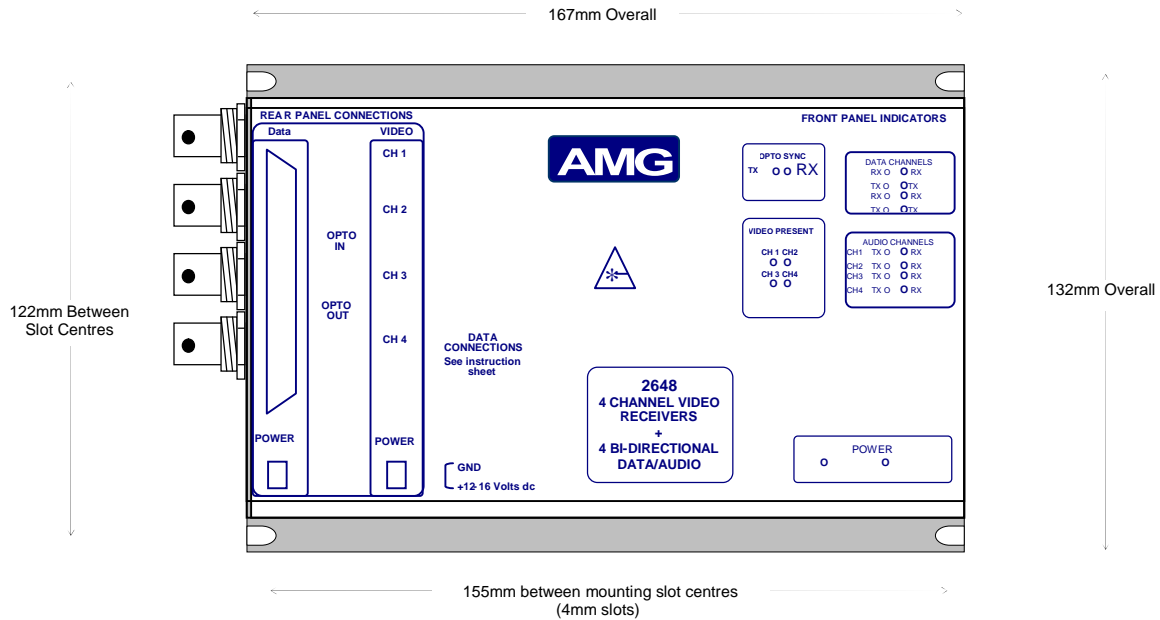 167mm Overall
REAR PANEL CONNECTIONS
Data
VIDEO
CH 1
CH 2
OPTO
IN
CH 3
OPTO
OUT
CH 4
DATA
CONNECTIONS
See instruction
sheet
POWER
POWER
GND
+12-16 Volts dc
AMG
FRONT PANEL INDICATORS
OPTO SYNC
TX O O RX
VIDEO PRESENT
CH 1 CH2
O O
CH 3 CH4
O O
DATA CHANNELS
RX O O RX
TX O O TX
RX O O RX
TX O O TX
AUDIO CHANNELS
CH1 TX O O RX
CH2 TX O O RX
CH3 TX O O RX
CH4 TX O O RX
2648
4 CHANNEL VIDEO
RECEIVERS
+
4 BI-DIRECTIONAL
DATA/AUDIO
POWER
O O
122mm Between
Slot Centres
132mm Overall
155mm between mounting slot centres
(4mm slots)